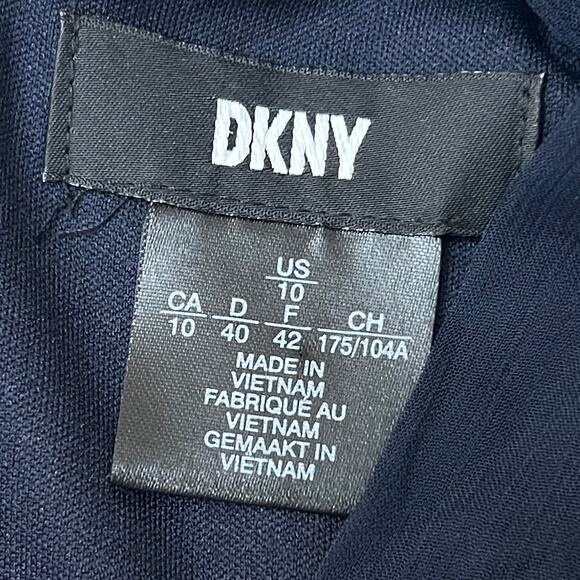 DKNY
US
10
CA D F CH
10 40 42 175/104A
MADE IN
VIETNAM
FABRIQUÉ AU
VIETNAM
GEMAAKT IN
VIETNAM